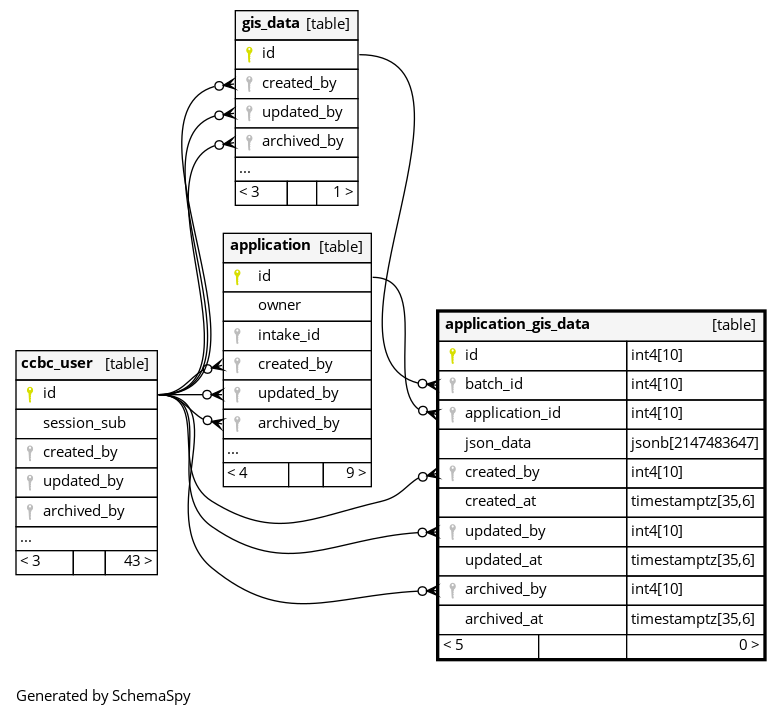 gis_data [table]
id
created_by
updated_by
archived_by
...
< 3 1 >
application [table]
id
owner
intake_id
created_by
updated_by
archived_by
...
< 4 9 >
ccbc_user [table]
id
session_sub
created_by
updated_by
archived_by
...
< 3 43 >
application_gis_data [table]
id int4[10]
batch_id int4[10]
application_id int4[10]
json_data jsonb[2147483647]
created_by int4[10]
created_at timestamptz[35,6]
updated_by int4[10]
updated_at timestamptz[35,6]
archived_by int4[10]
archived_at timestamptz[35,6]
< 5 0 >
Generated by SchemaSpy